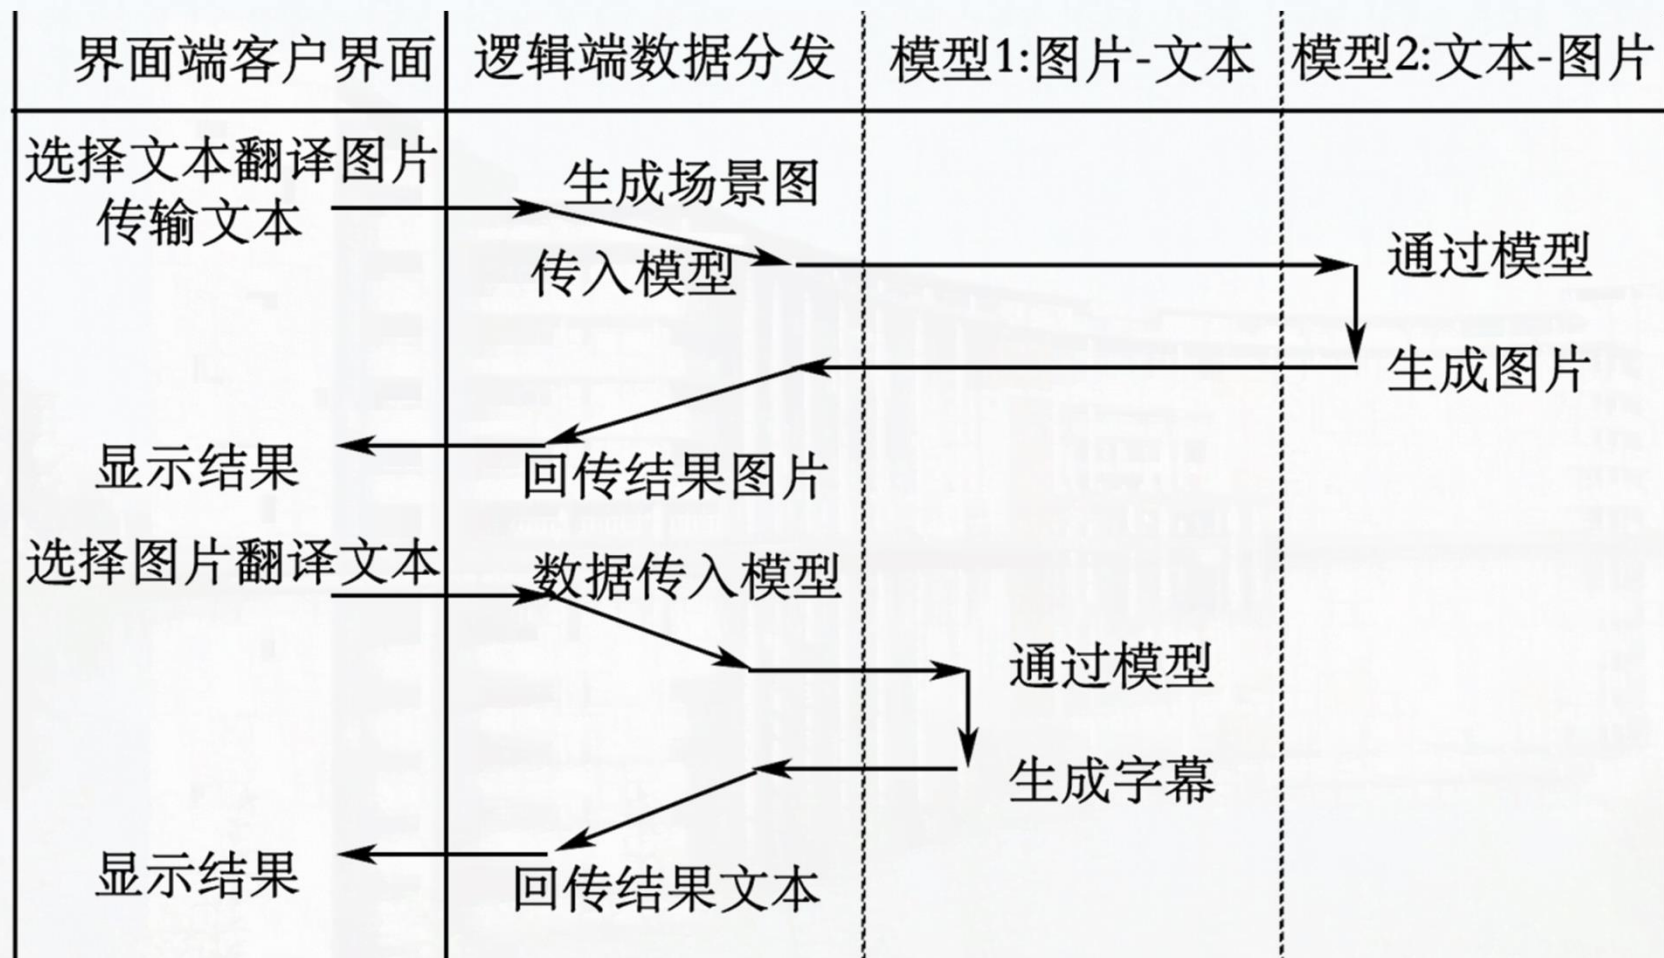 界面端客户界面
逻辑端数据分发
模型1:图片-文本
模型2:文本-图片
选择文本翻译图片
传输文本
生成场景图
传入模型
通过模型
生成图片
回传结果图片
显示结果
选择图片翻译文本
数据传入模型
通过模型
生成字幕
回传结果文本
显示结果